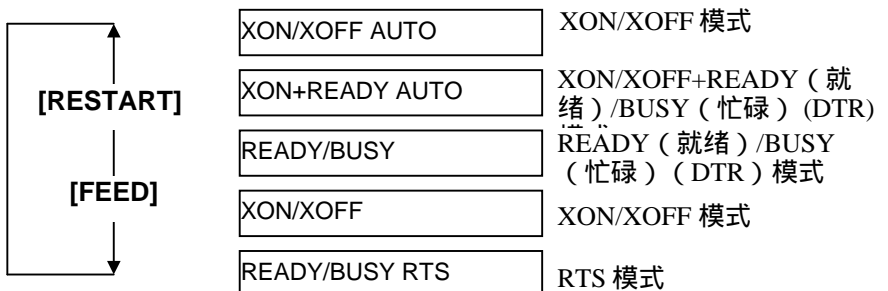 XON/XOFF AUTO
XON/XOFF 模式
[RESTART]
XON+READY AUTO
XON/XOFF+READY（就
绪）/BUSY（忙碌）(DTR)
READY/BUSY
READY（就绪）/BUSY
（忙碌）（DTR）模式
[FEED]
XON/XOFF
XON/XOFF 模式
READY/BUSY RTS
RTS 模式